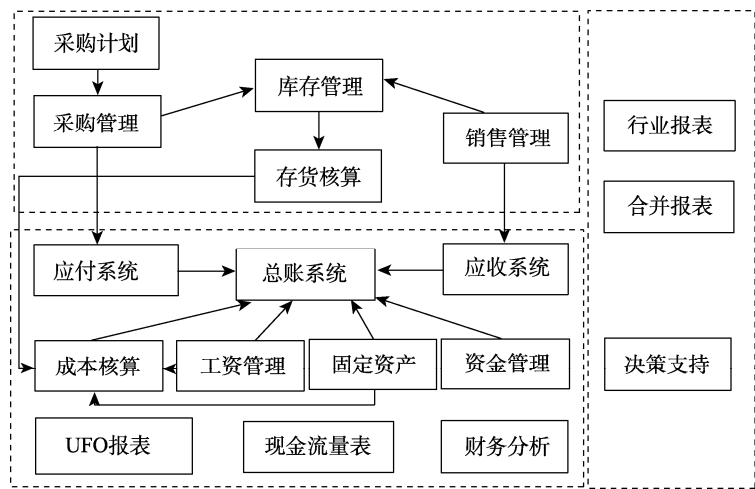 采购计划
采购管理
库存管理
销售管理
存货核算
行业报表
合并报表
应付系统
总账系统
应收系统
成本核算
工资管理
固定资产
资金管理
决策支持
UFO报表
现金流量表
财务分析